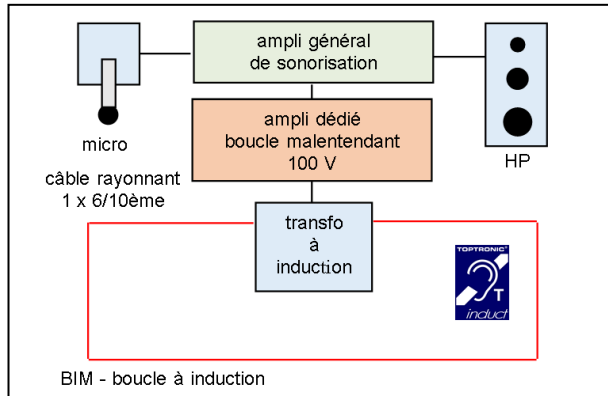 ampli général
de sonorisation
ampli dédié
boucle malentendant
100 V
micro
HP
câble rayonnant
1 x 6/10ème
transfo
à
induction
TOPTRONIC®
T
induct
BIM - boucle à induction